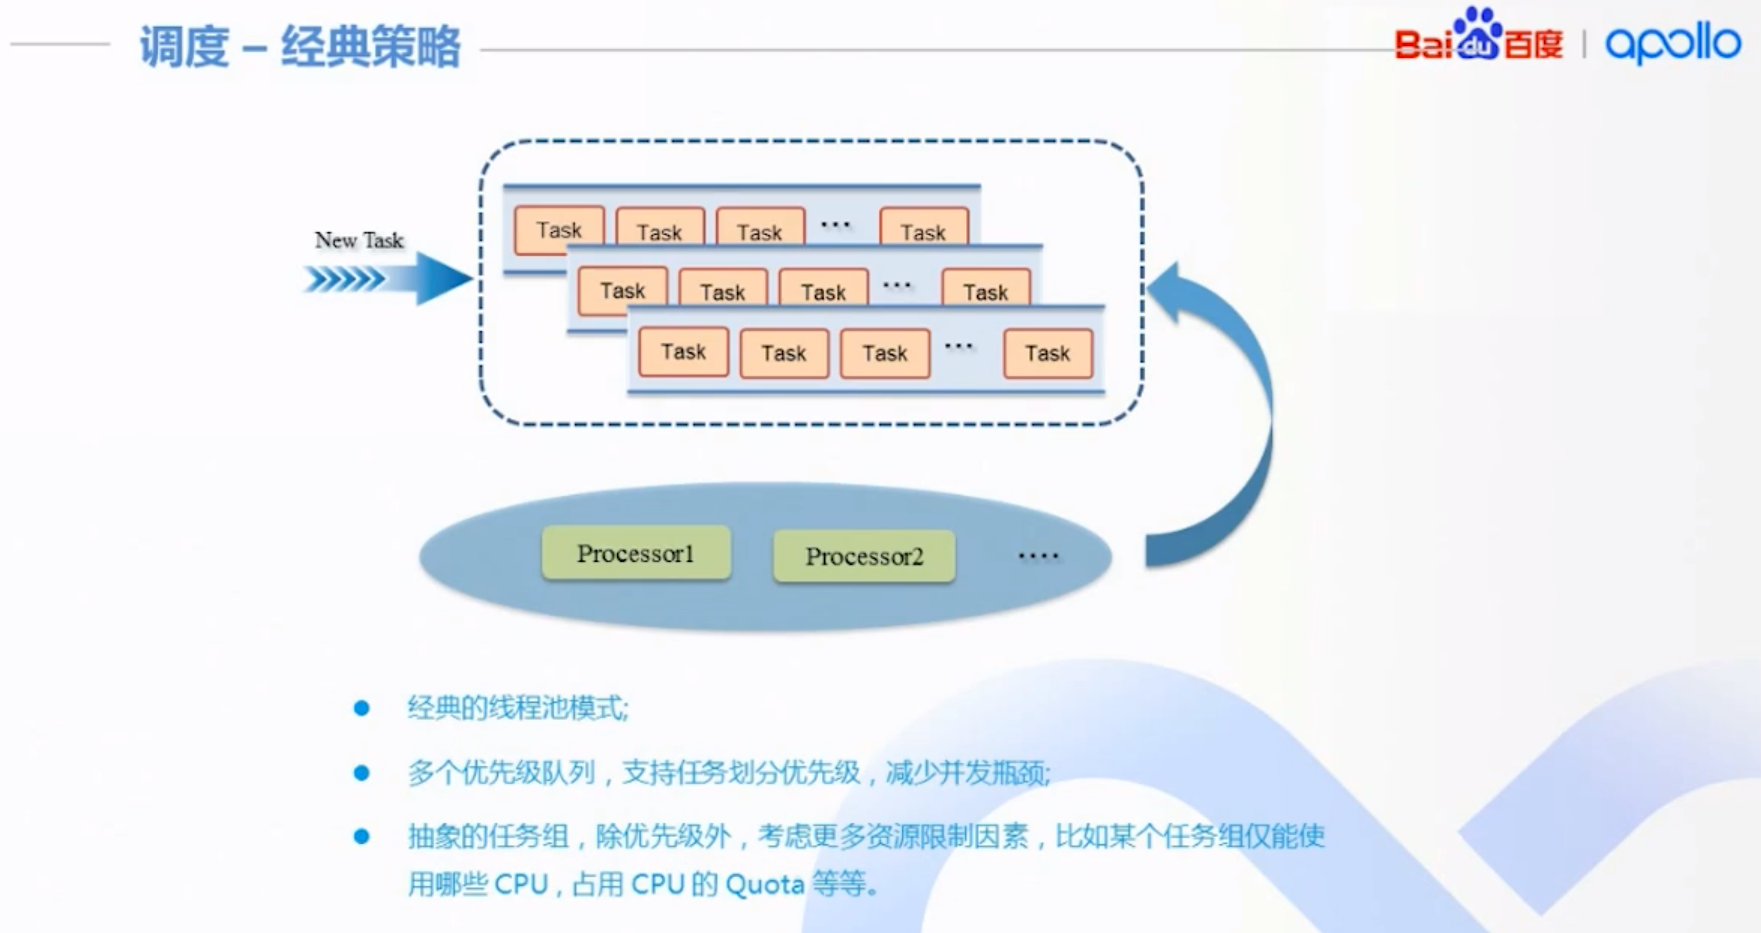 调度 – 经典策略
Bai du 百度 | apollo
New Task
Task Task Task ... Task
Task Task Task ... Task
Task Task Task ... Task
Processor1 Processor2 ....
经典的线程池模式;
多个优先级队列，支持任务划分优先级，减少并发瓶颈;
抽象的任务组，除优先级外，考虑更多资源限制因素，比如某个任务组仅能使
用哪些 CPU，占用 CPU 的 Quota 等等。